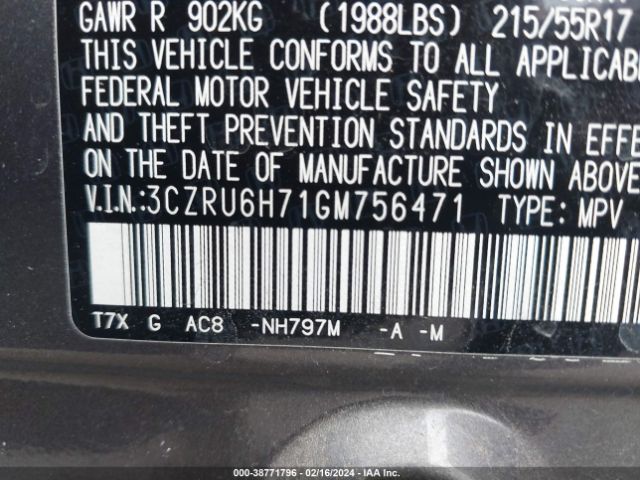 GAWR R 902KG (1988LBS) 215/55R17
THIS VEHICLE CONFORMS TO ALL APPLICABL
FEDERAL MOTOR VEHICLE SAFETY
AND THEFT PREVENTION STANDARDS IN EFFE
ON THE DATE OF MANUFACTURE SHOWN ABOVE
V.I.N.:3CZRU6H71GM756471 TYPE: MPV
T7X G AC8 -NH797M -A -M
000-38771796 - 02/16/2024 - IAA Inc.